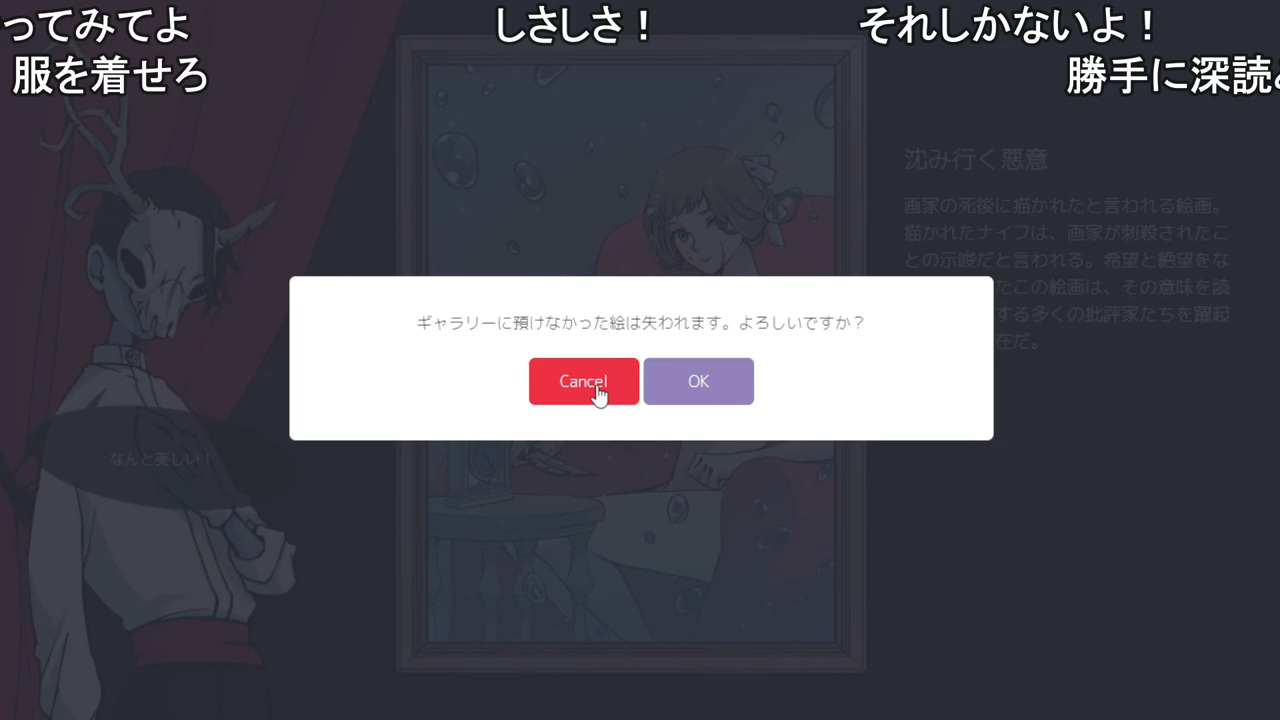 ってみてよ
しさしさ！
それしかないよ！
服を着せろ
勝手に深読
沈み行く悪意
画家の死後に描かれたと言われる絵画。
描かれたナイフは、画家が刺殺されたこ
との示唆だと言われる。希望と絶望をな
たこの絵画は、その意味を読
する多くの批評家たちを躍起
在だ。
ギャラリーに預けなかった絵は失われます。よろしいですか？
Cancel
OK
なんと美しい！